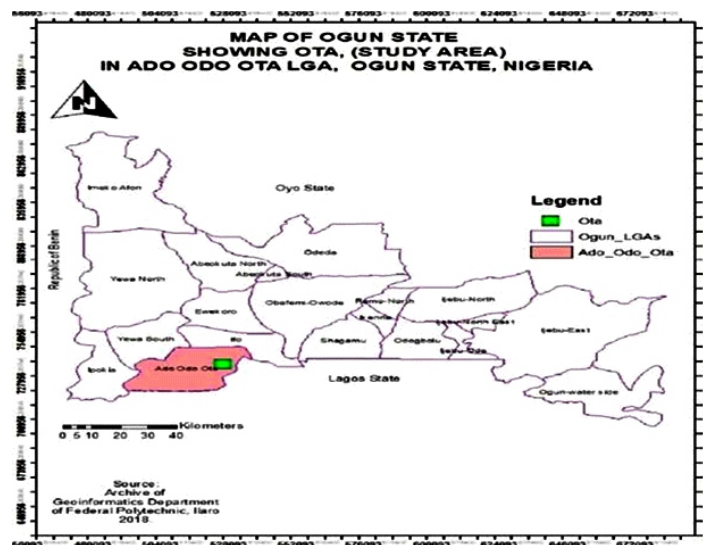 MAP OF OGUN STATE
SHOWING OTA, (STUDY AREA)
IN ADO ODO OTA LGA, OGUN STATE, NIGERIA
N
Imeko Afon
Oyo State
Legend
Ota
Ogun_LGAs
Ado_Odo_Ota
Republic of Benin
Odeda
Abeokuta North
Abeokuta South
Yewa North
Ewekoro
Obafemi-Owode
Remo-North
Ijebu-North
Ikenne
Ijebu-North East
Ijebu-East
Yewa South
Ifo
Shagamu
Odogbolu
Ijebu-Ode
Ipokia
Ado Odo Ota
Lagos State
Ogun-water side
0 5 10 20 30 40 Kilometers
Source:
Archive of
Geoinformatics Department
of Federal Polytechnic, Ilaro
2018.